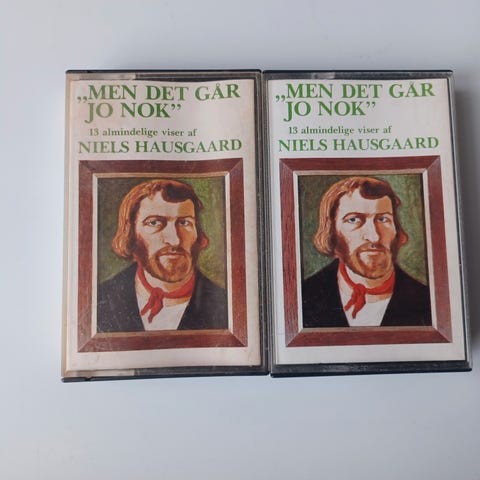 „MEN DET GÅR
JO NOK”
13 almindelige viser af
NIELS HAUSGAARD
„MEN DET GÅR
JO NOK”
13 almindelige viser af
NIELS HAUSGAARD